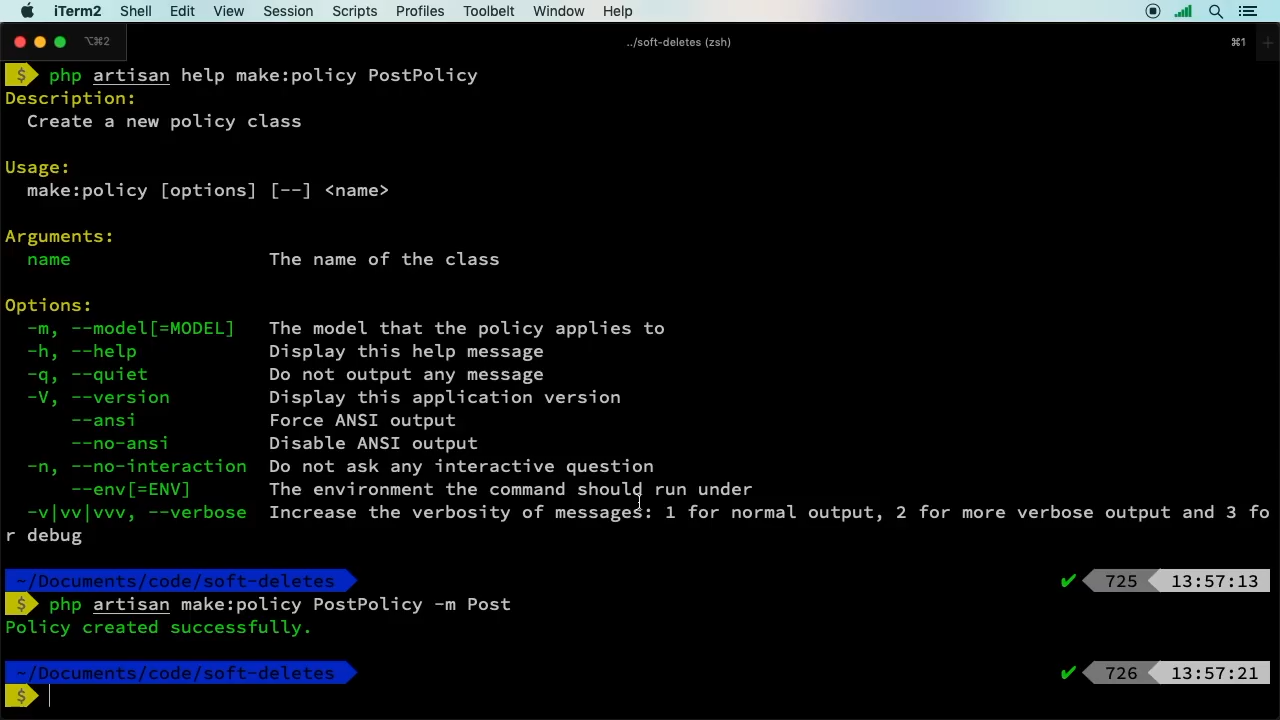 iTerm2 Shell Edit View Session Scripts Profiles Toolbelt Window Help
⌥⌘2 ../soft-deletes (zsh) ⌘1 +
$ php artisan help make:policy PostPolicy
Description:
Create a new policy class
Usage:
make:policy [options] [--] <name>
Arguments:
name The name of the class
Options:
-m, --model[=MODEL] The model that the policy applies to
-h, --help Display this help message
-q, --quiet Do not output any message
-V, --version Display this application version
--ansi Force ANSI output
--no-ansi Disable ANSI output
-n, --no-interaction Do not ask any interactive question
--env[=ENV] The environment the command should run under
-v|vv|vvv, --verbose Increase the verbosity of messages: 1 for normal output, 2 for more verbose output and 3 fo
r debug
~/Documents/code/soft-deletes ✔ 725 13:57:13
$ php artisan make:policy PostPolicy -m Post
Policy created successfully.
~/Documents/code/soft-deletes ✔ 726 13:57:21
$